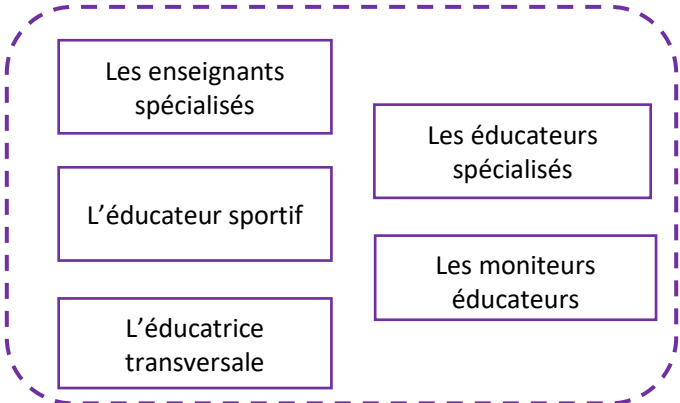 Les enseignants
spécialisés
L’éducateur sportif
L’éducatrice
transversale
Les éducateurs
spécialisés
Les moniteurs
éducateurs